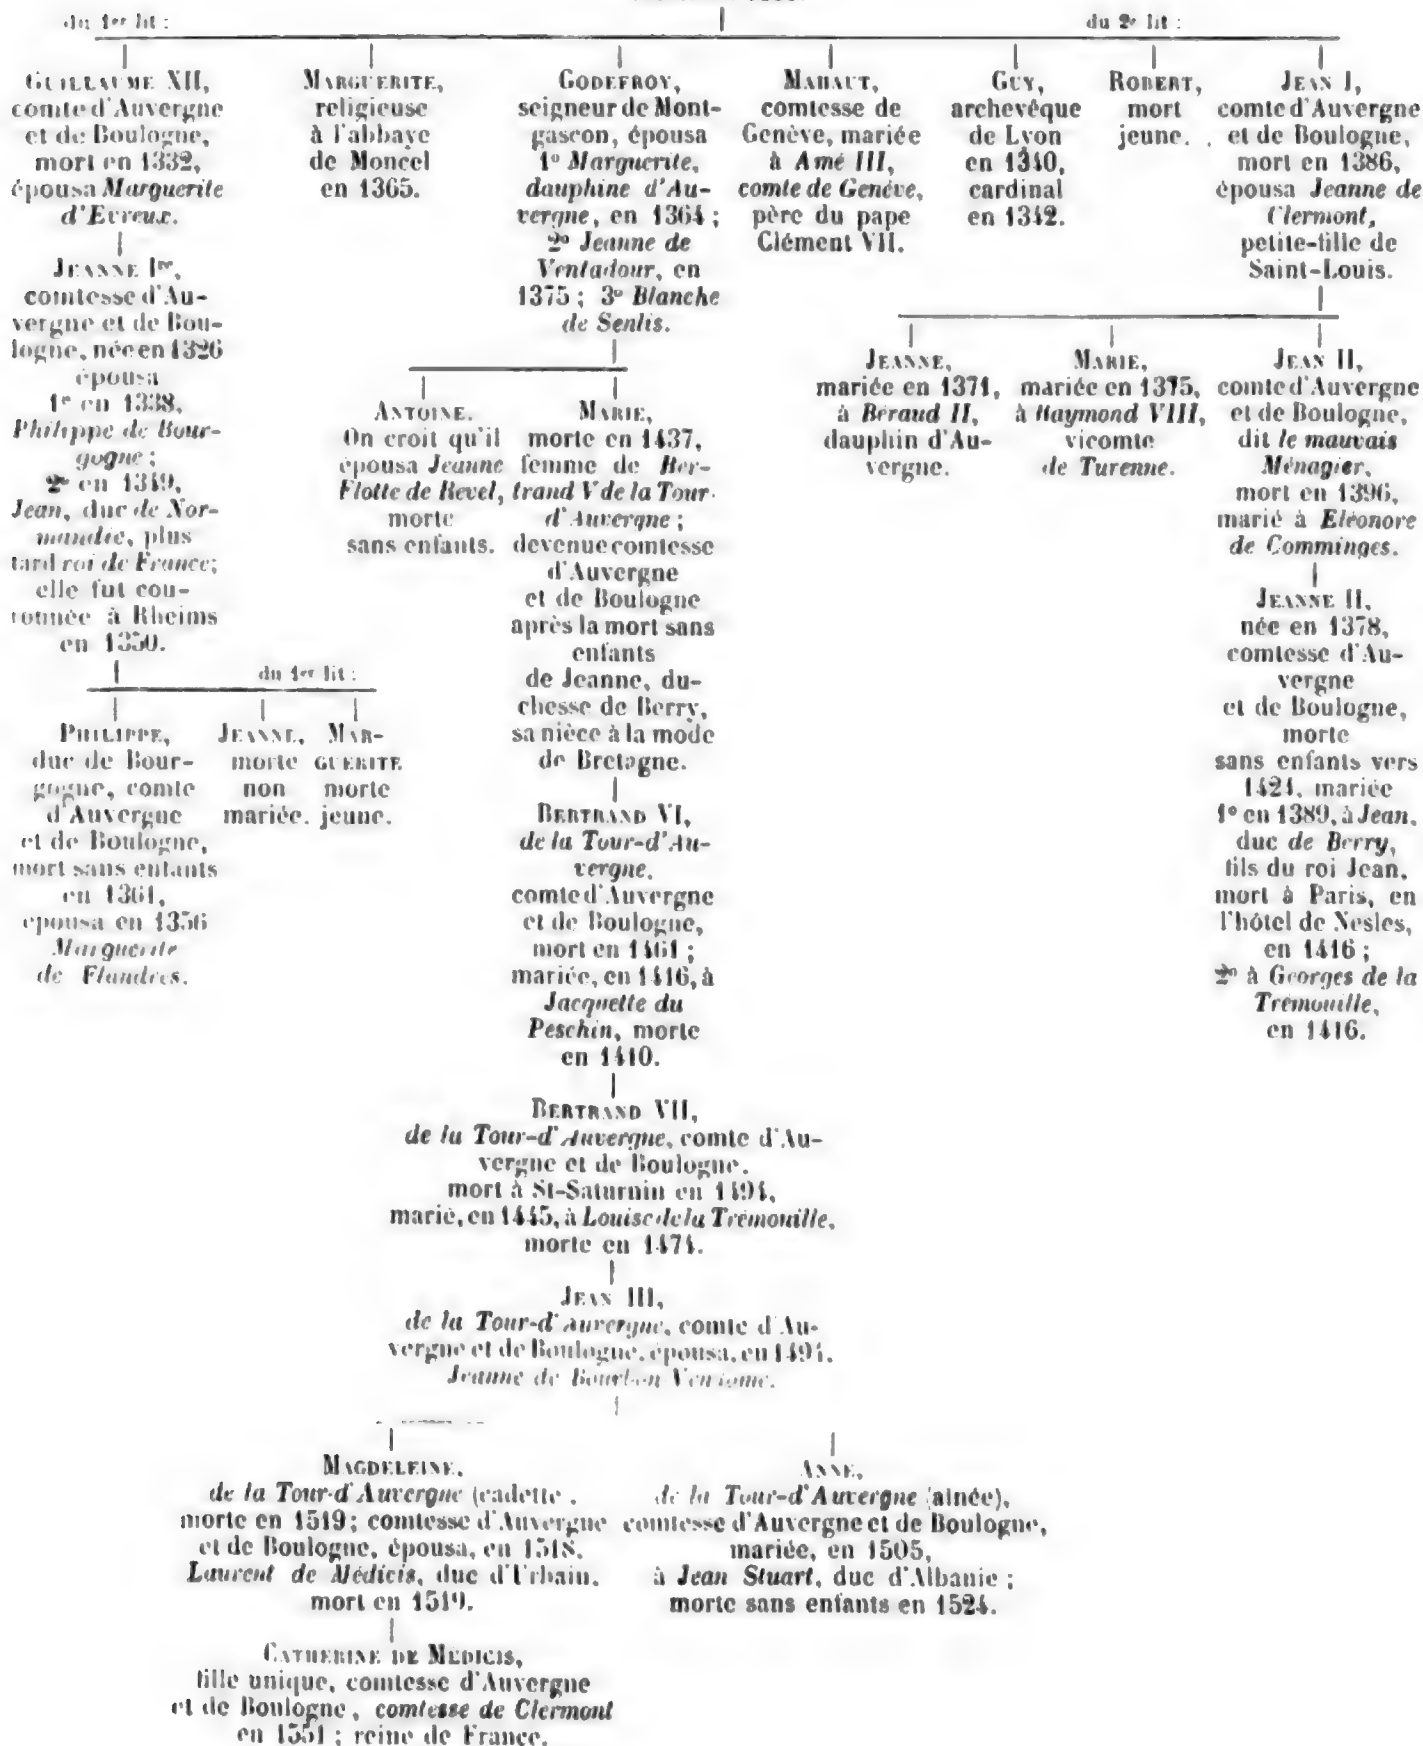 du 1er lit :
du 2e lit :
GUILLAUME XII,
comte d'Auvergne
et de Boulogne,
mort en 1332,
épousa Marguerite
d'Evreux.
MARGUERITE,
religieuse
à l'abbaye
de Moncel
en 1365.
GODEFROY,
seigneur de Mont-
gascon, épousa
1o Marguerite,
dauphine d'Au-
vergne, en 1364 ;
2o Jeanne de
Ventadour, en
1375 ; 3o Blanche
de Senlis.
MAHAUT,
comtesse de
Genève, mariée
à Amé III,
comte de Genève,
père du pape
Clément VII.
GUY,
archevêque
de Lyon
en 1340,
cardinal
en 1342.
ROBERT,
mort
jeune.
JEAN I,
comte d'Auvergne
et de Boulogne,
mort en 1386,
épousa Jeanne de
Clermont,
petite-fille de
Saint-Louis.
JEANNE Ire,
comtesse d'Au-
vergne et de Bou-
logne, née en 1326
épousa
1o en 1338,
Philippe de Bour-
gogne ;
2o en 1349,
Jean, duc de Nor-
mandie, plus
tard roi de France;
elle fut cou-
ronnée à Rheims
en 1350.
ANTOINE.
On croit qu'il
épousa Jeanne
Flotte de Revel,
morte
sans enfants.
MARIE,
morte en 1437,
femme de Ber-
trand V de la Tour-
d'Auvergne ;
devenue comtesse
d'Auvergne
et de Boulogne
après la mort sans
enfants
de Jeanne, du-
chesse de Berry,
sa nièce à la mode
de Bretagne.
JEANNE,
mariée en 1371,
à Béraud II,
dauphin d'Au-
vergne.
MARIE,
mariée en 1375,
à Raymond VIII,
vicomte
de Turenne.
JEAN II,
comte d'Auvergne
et de Boulogne,
dit le mauvais
Ménagier,
mort en 1396,
marié à Eléonore
de Comminges.
JEANNE II,
née en 1378,
comtesse d'Au-
vergne
et de Boulogne,
morte
sans enfants vers
1424, mariée
1o en 1389, à Jean,
duc de Berry,
fils du roi Jean,
mort à Paris, en
l'hôtel de Nesles,
en 1416 ;
2o à Georges de la
Trémouille,
en 1416.
du 1er lit :
PHILIPPE,
duc de Bour-
gogne, comte
d'Auvergne
et de Boulogne,
mort sans enfants
en 1361,
épousa en 1356
Marguerite
de Flandres.
JEANNE,
morte
non
mariée.
MAR-
GUERITE
morte
jeune.
BERTRAND VI,
de la Tour-d'Au-
vergne,
comte d'Auvergne
et de Boulogne,
mort en 1461 ;
mariée, en 1416, à
Jacquette du
Peschin, morte
en 1410.
BERTRAND VII,
de la Tour-d'Auvergne, comte d'Au-
vergne et de Boulogne.
mort à St-Saturnin en 1494,
marié, en 1445, à Louise de la Trémouille,
morte en 1474.
JEAN III,
de la Tour-d'Auvergne, comte d'Au-
vergne et de Boulogne, épousa, en 1494,
Jeanne de Bourbon Vendome.
MAGDELEINE,
de la Tour-d'Auvergne (cadette ,
morte en 1519; comtesse d'Auvergne
et de Boulogne, épousa, en 1518,
Laurent de Médicis, duc d'Urbain,
mort en 1519.
ANNE,
de la Tour-d'Auvergne (aînée),
comtesse d'Auvergne et de Boulogne,
mariée, en 1505,
à Jean Stuart, duc d'Albanie ;
morte sans enfants en 1524.
CATHERINE DE MÉDICIS,
fille unique, comtesse d'Auvergne
et de Boulogne, comtesse de Clermont
en 1551 ; reine de France.